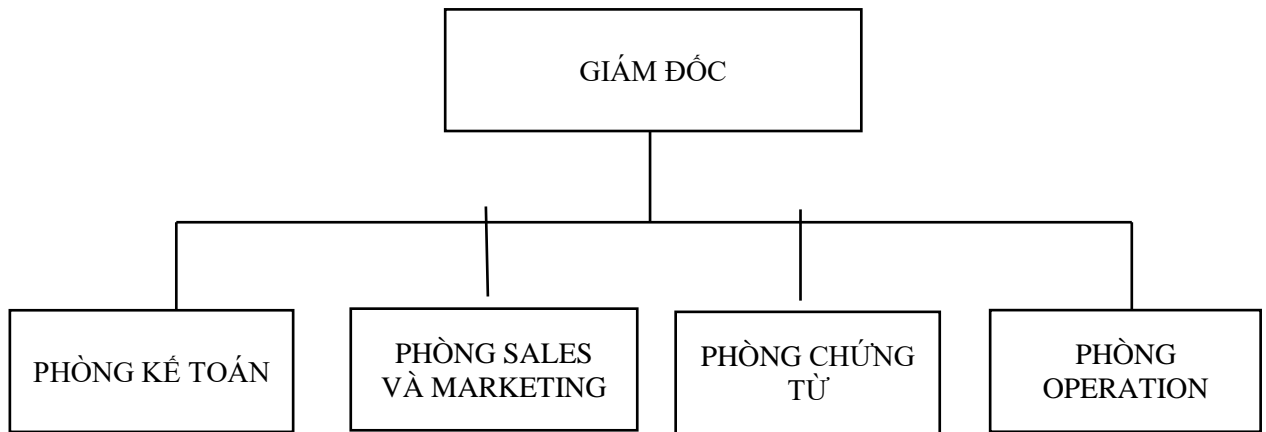 GIÁM ĐỐC
PHÒNG KẾ TOÁN
PHÒNG SALES
VÀ MARKETING
PHÒNG CHỨNG
TỪ
PHÒNG
OPERATION